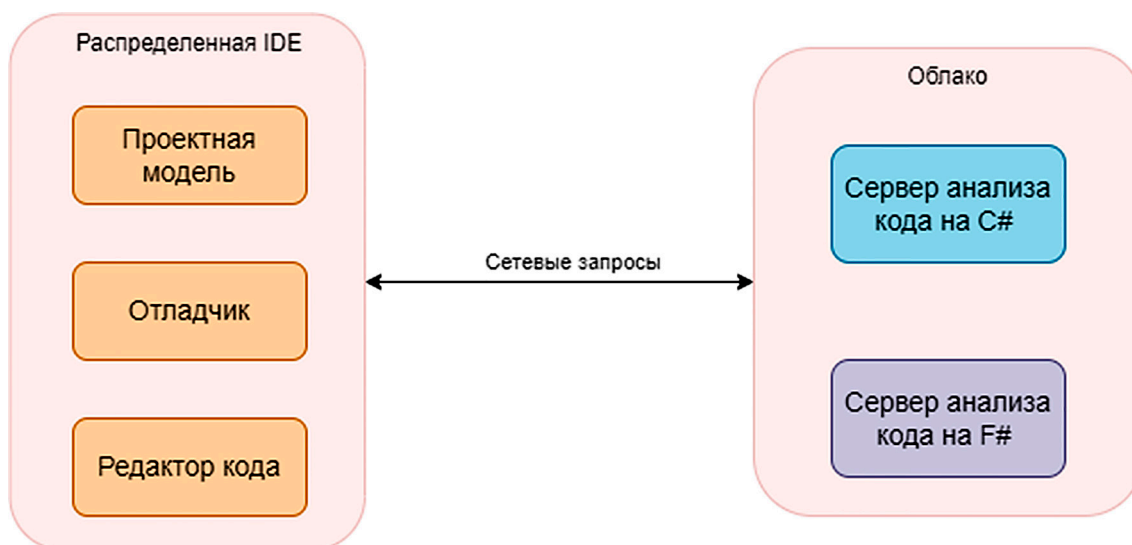 Распределенная IDE
Проектная
модель
Отладчик
Редактор кода
Сетевые запросы
Облако
Сервер анализа
кода на C#
Сервер анализа
кода на F#